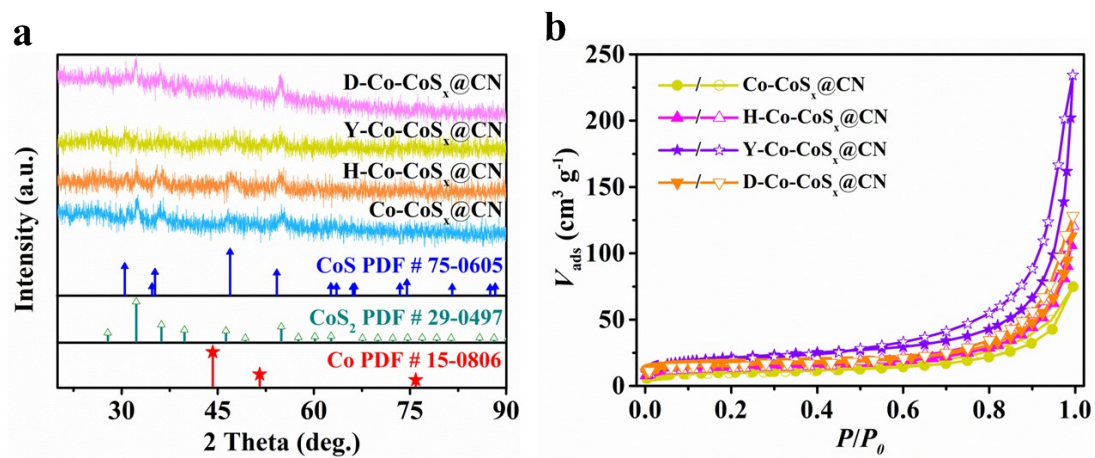 a
D-Co-CoSₓ@CN
Y-Co-CoSₓ@CN
H-Co-CoSₓ@CN
Co-CoSₓ@CN
CoS PDF # 75-0605
CoS₂ PDF # 29-0497
Co PDF # 15-0806
Intensity (a.u.)
30 45 60 75 90
2 Theta (deg.)
b
250
200
150
100
50
0
Vads (cm³ g⁻¹)
/ Co-CoSₓ@CN
/ H-Co-CoSₓ@CN
/ Y-Co-CoSₓ@CN
/ D-Co-CoSₓ@CN
0.0 0.2 0.4 0.6 0.8 1.0
P/P₀